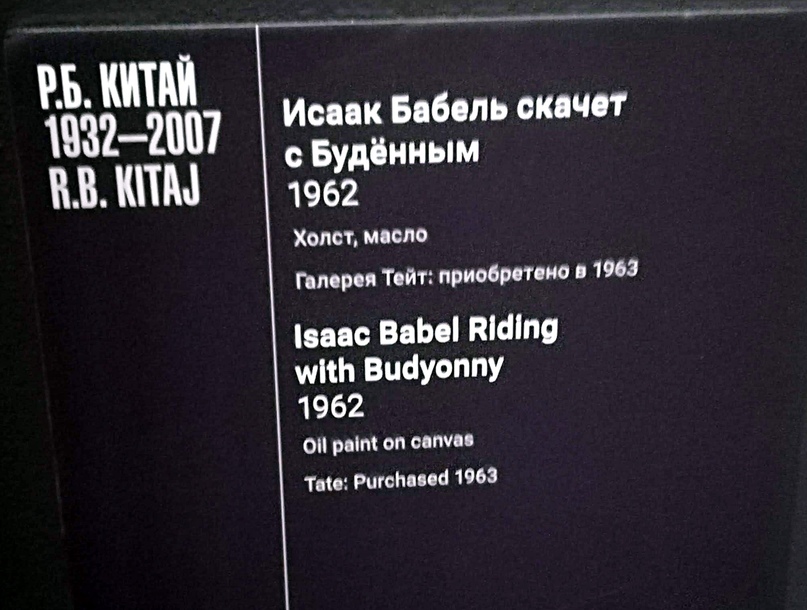 Р.Б. КИТАЙ
1932—2007
R.B. KITAJ
Исаак Бабель скачет
с Будённым
1962
Холст, масло
Галерея Тейт: приобретено в 1963
Isaac Babel Riding
with Budyonny
1962
Oil paint on canvas
Tate: Purchased 1963